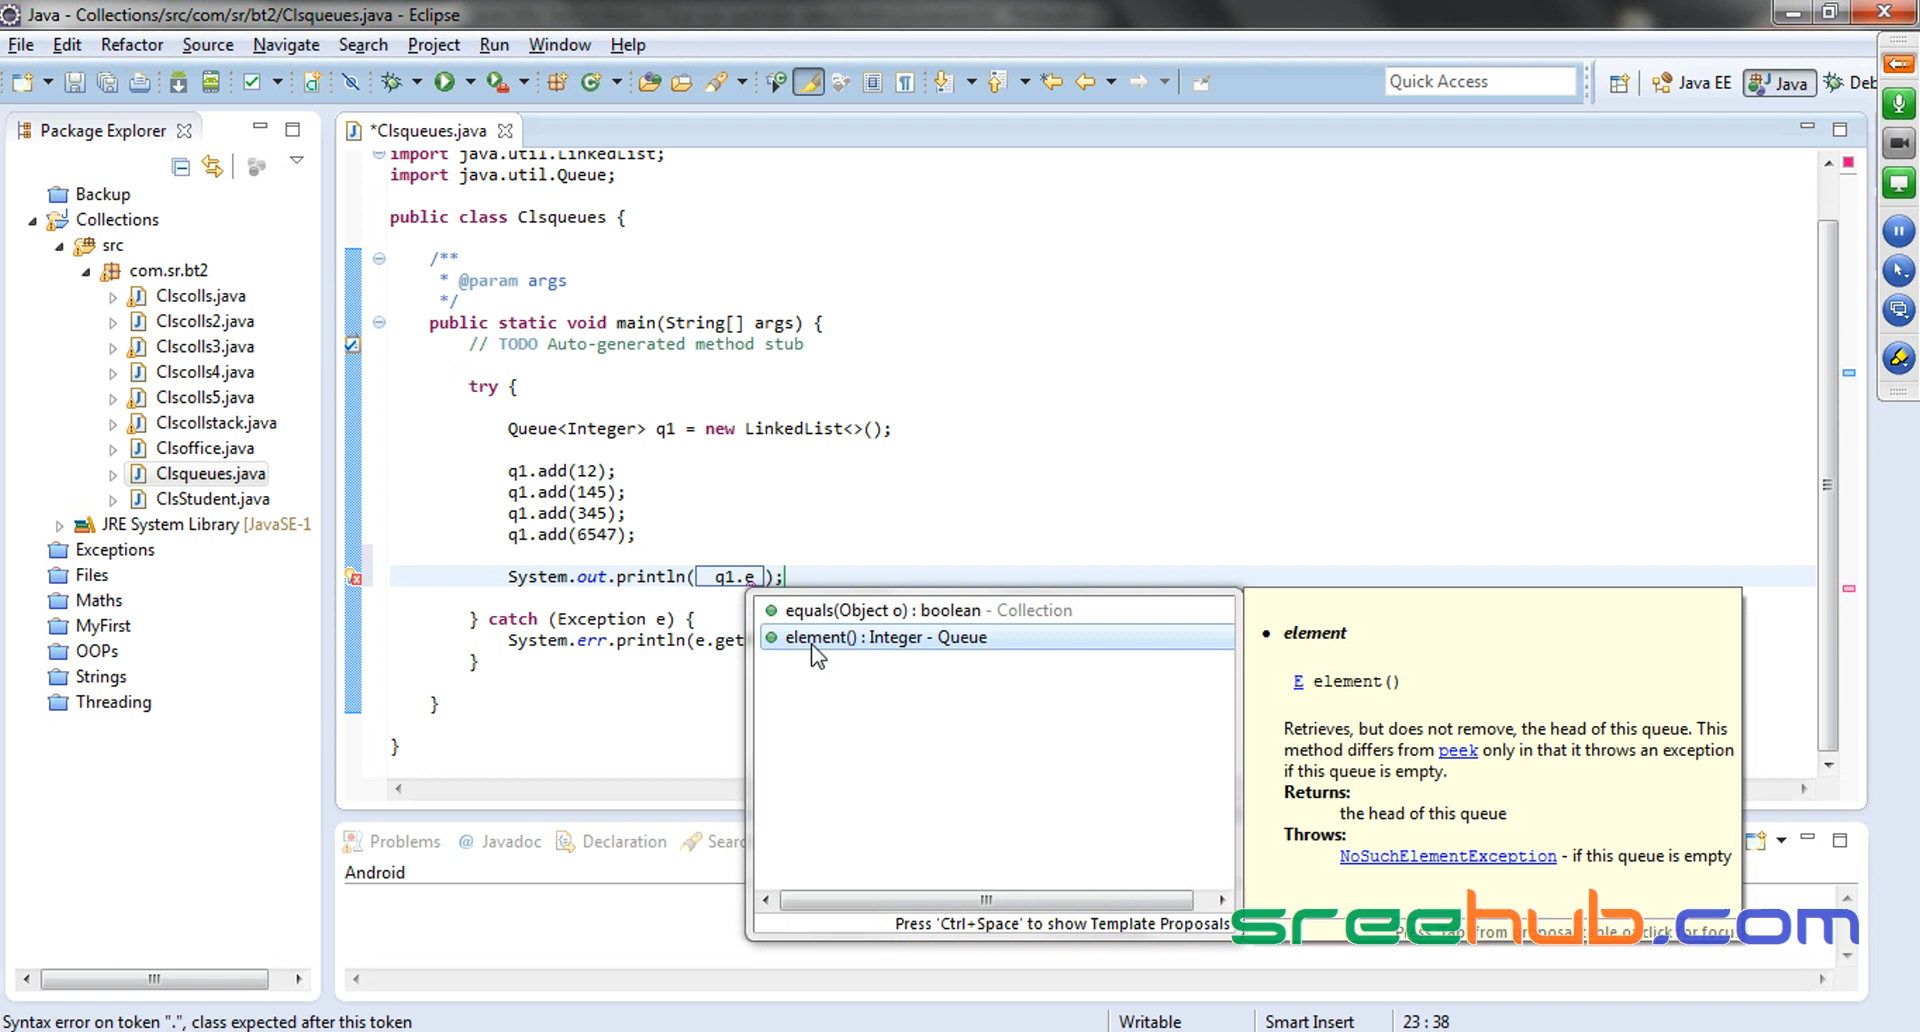 Java - Collections/src/com/sr/bt2/Clsqueues.java - Eclipse
File Edit Refactor Source Navigate Search Project Run Window Help
Quick Access
Java EE
Java
Deb
Package Explorer
*Clsqueues.java
Backup
Collections
src
com.sr.bt2
Clscolls.java
Clscolls2.java
Clscolls3.java
Clscolls4.java
Clscolls5.java
Clscollstack.java
Clsoffice.java
Clsqueues.java
ClsStudent.java
JRE System Library [JavaSE-1
Exceptions
Files
Maths
MyFirst
OOPs
Strings
Threading
import java.util.LinkedList;
import java.util.Queue;
public class Clsqueues {
/**
* @param args
*/
public static void main(String[] args) {
// TODO Auto-generated method stub
try {
Queue<Integer> q1 = new LinkedList<>();
q1.add(12);
q1.add(145);
q1.add(345);
q1.add(6547);
System.out.println( q1.e );
} catch (Exception e) {
System.err.println(e.get
}
}
}
equals(Object o) : boolean - Collection
element() : Integer - Queue
Press 'Ctrl+Space' to show Template Proposals
element
E element()
Retrieves, but does not remove, the head of this queue. This
method differs from peek only in that it throws an exception
if this queue is empty.
Returns:
the head of this queue
Throws:
NoSuchElementException - if this queue is empty
sreehub.com
Problems @ Javadoc Declaration Searc
Android
Syntax error on token ".", class expected after this token
Writable
Smart Insert
23 : 38